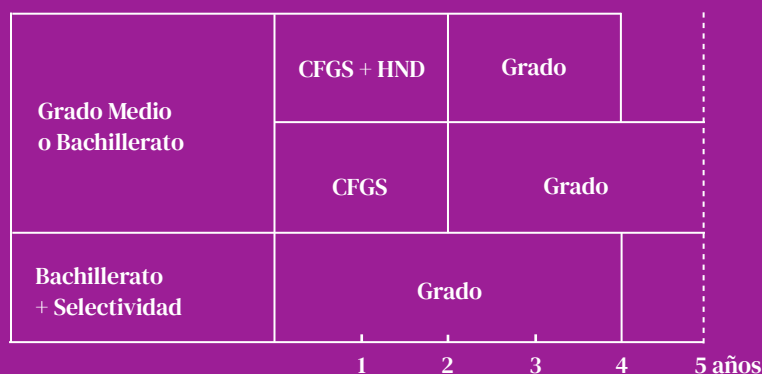 CFGS + HND
Grado
Grado Medio
o Bachillerato
CFGS
Grado
Bachillerato
+ Selectividad
Grado
1 2 3 4 5 años